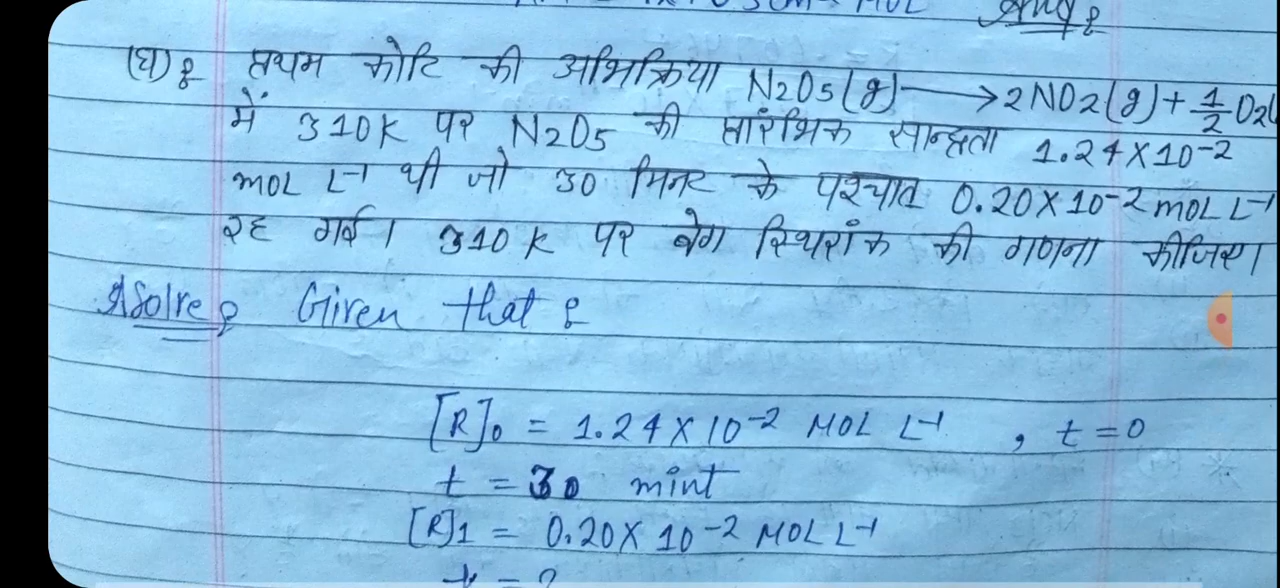 (घ) : प्रथम कोटि की अभिक्रिया N2O5(g) → 2NO2(g) + 1/2 O2(
में 310K पर N2O5 की प्रारंभिक सान्द्रता 1.24×10-2
mol L-1 थी जो 30 मिनट के पश्चात 0.20×10-2 mol L-1
रह गई। 310K पर वेग स्थिरांक की गणना कीजिए।
Solve : Given that :
[R]0 = 1.24×10-2 MOL L-1 , t = 0
t = 30 mint
[R]1 = 0.20×10-2 MOL L-1